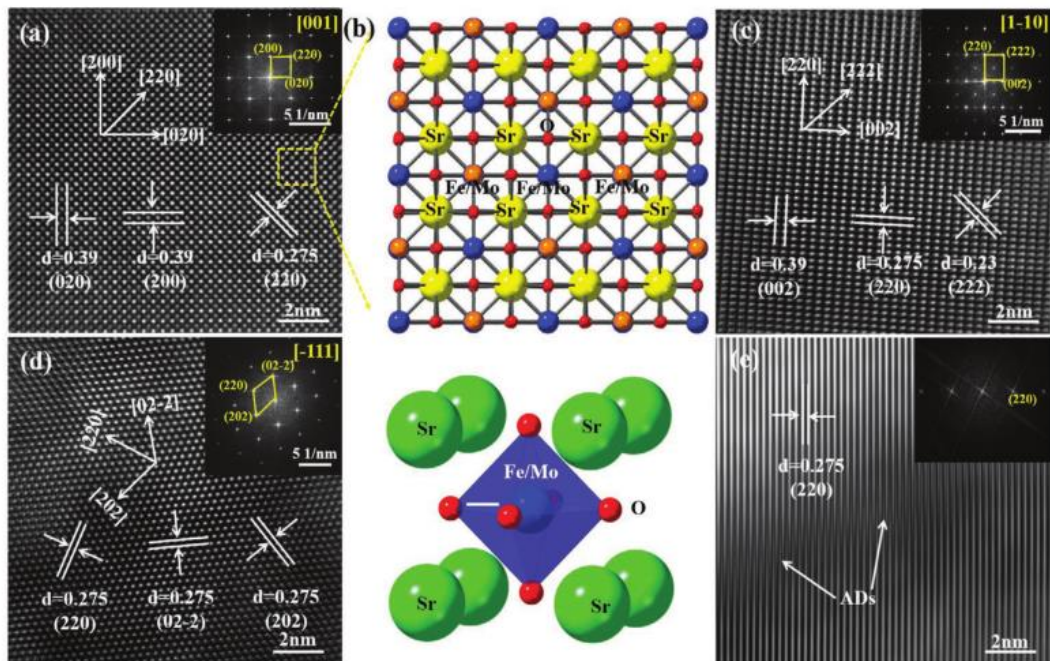 (a)
[001]
[200]
[220]
[020]
(200)
(220)
(020)
5 1/nm
d=0.39
(020)
d=0.39
(200)
d=0.275
(220)
2nm
(b)
O
Sr Sr Sr Sr
Fe/Mo Fe/Mo Fe/Mo
Sr Sr Sr Sr
(c)
[1-10]
[220]
[222]
[002]
(220)
(222)
(002)
5 1/nm
d=0.39
(002)
d=0.275
(220)
d=0.23
(222)
2nm
(d)
[-111]
[02-2]
[220]
[202]
(02-2)
(220)
(202)
5 1/nm
d=0.275
(220)
d=0.275
(02-2)
d=0.275
(202)
2nm
Sr
Sr
Fe/Mo
O
Sr
Sr
(e)
(220)
d=0.275
(220)
ADs
2nm